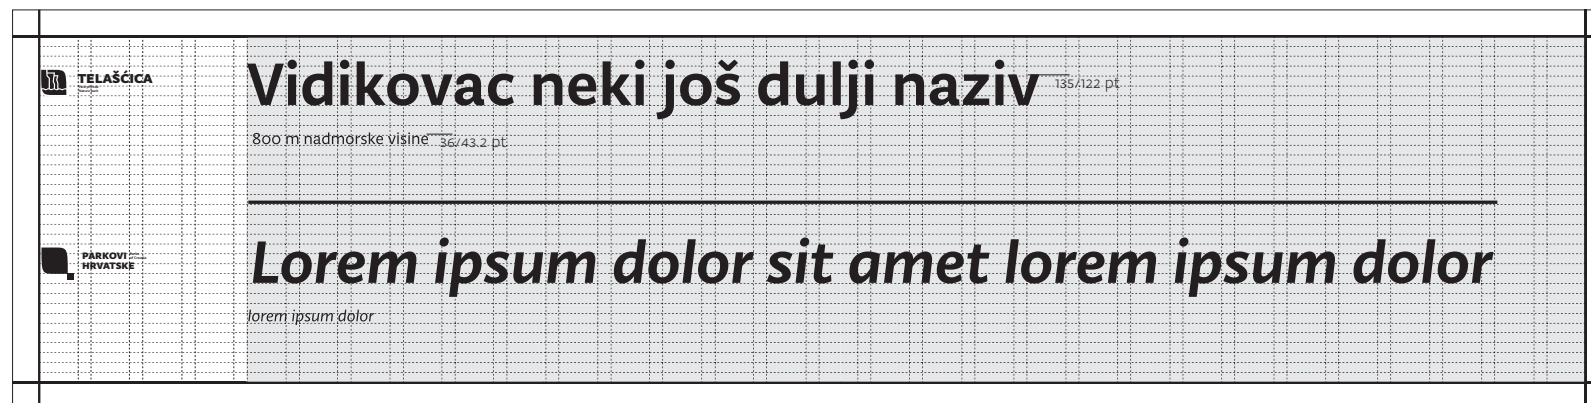 TELAŠĆICA
Vidikovac neki još dulji naziv
135/122 pt
800 m nadmorske visine
36/43.2 pt
PARKOVI
HRVATSKE
Lorem ipsum dolor sit amet lorem ipsum dolor
lorem ipsum dolor